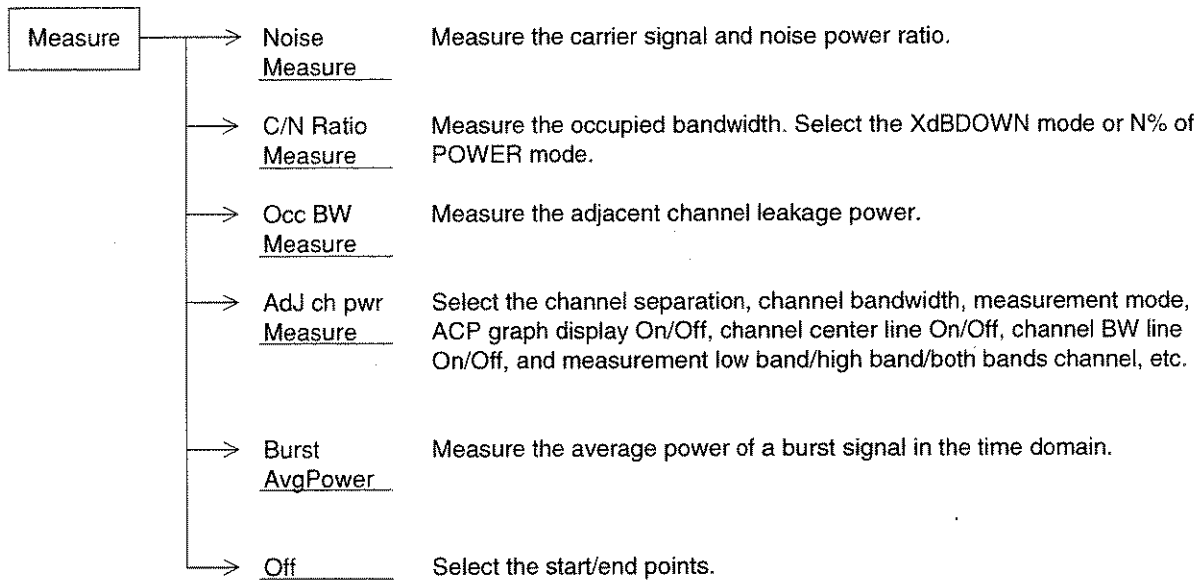 Measure
Noise Measure the carrier signal and noise power ratio.
Measure
C/N Ratio Measure the occupied bandwidth. Select the XdBDOWN mode or N% of
Measure POWER mode.
Occ BW Measure the adjacent channel leakage power.
Measure
AdJ ch pwr Select the channel separation, channel bandwidth, measurement mode,
Measure ACP graph display On/Off, channel center line On/Off, channel BW line
On/Off, and measurement low band/high band/both bands channel, etc.
Burst Measure the average power of a burst signal in the time domain.
AvgPower
Off Select the start/end points.